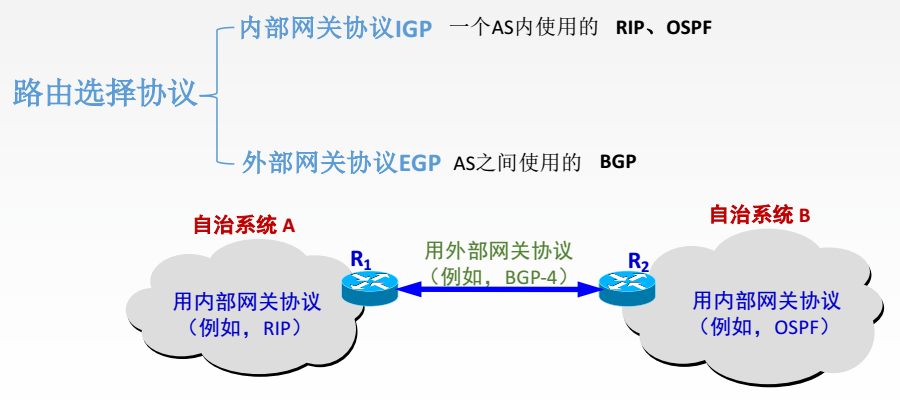 内部网关协议IGP 一个AS内使用的 RIP、OSPF
路由选择协议
外部网关协议EGP AS之间使用的 BGP
自治系统 A
自治系统 B
R1
用外部网关协议
（例如，BGP-4）
R2
用内部网关协议
（例如，RIP）
用内部网关协议
（例如，OSPF）